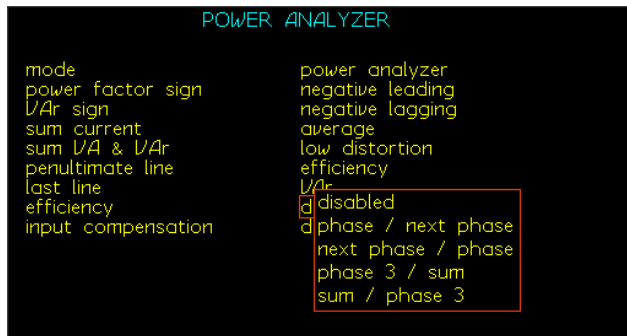 POWER ANALYZER
mode power analyzer
power factor sign negative leading
VAr sign negative lagging
sum current average
sum VA & VAr low distortion
penultimate line efficiency
last line VAr
efficiency d
input compensation d
disabled
phase / next phase
next phase / phase
phase 3 / sum
sum / phase 3